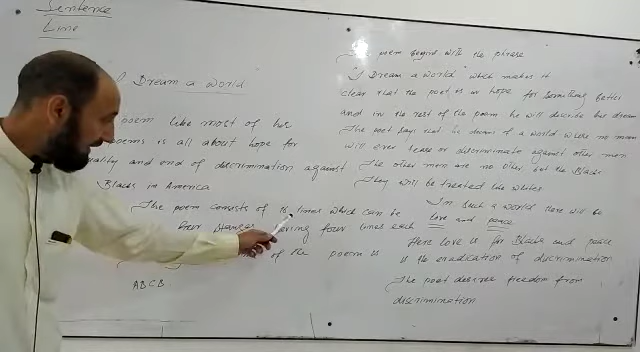 Sentence
Line
I Dream a World
poem like most of her
poems is all about hope for
and end of discrimination against
Blacks in America
The poem consists of 16 lines which can be
four stanzas having four lines each
of the poem is
ABCB
poem begins with the phrase
"I Dream a World" which makes it
clear that the poet is in hope for something better
and in the rest of the poem he will describe his dream
The poet says that he dreams of a world where no man
will ever tease or discriminate against other men
The other men are no other but the Blacks
They will be treated like whites
In such a world there will be
love and peace
Here love is for Blacks and peace
is the eradication of discrimination
The poet desires freedom from
discrimination